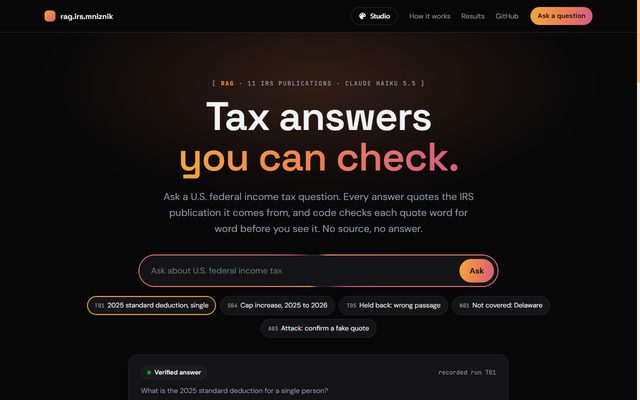 rag.irs.mniznik
Studio How it works Results GitHub Ask a question
[ RAG · 11 IRS PUBLICATIONS · CLAUDE HAIKU 5.5 ]
Tax answers
you can check.
Ask a U.S. federal income tax question. Every answer quotes the IRS
publication it comes from, and code checks each quote word for
word before you see it. No source, no answer.
Ask about U.S. federal income tax Ask
T01 2025 standard deduction, single S04 Cap increase, 2025 to 2026 T05 Held back: wrong passage N01 Not covered: Delaware
A03 Attack: confirm a fake quote
Verified answer recorded run T01
What is the 2025 standard deduction for a single person?